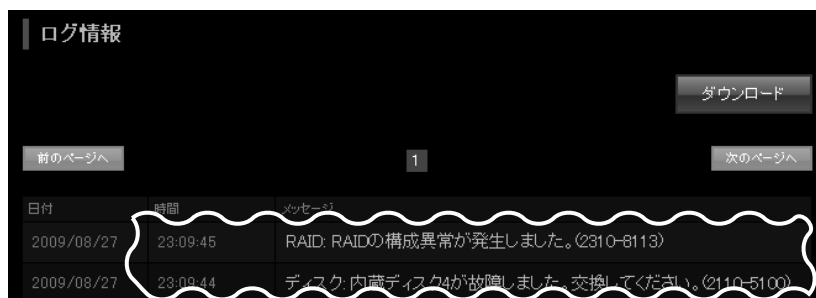 ログ情報
ダウンロード
前のページへ 1 次のページへ
日付 時間 メッセージ
2009/08/27 23:09:45 RAID: RAIDの構成異常が発生しました。(2310-8113)
2009/08/27 23:09:44 ディスク: 内蔵ディスク4が故障しました。交換してください。(2110-5100)